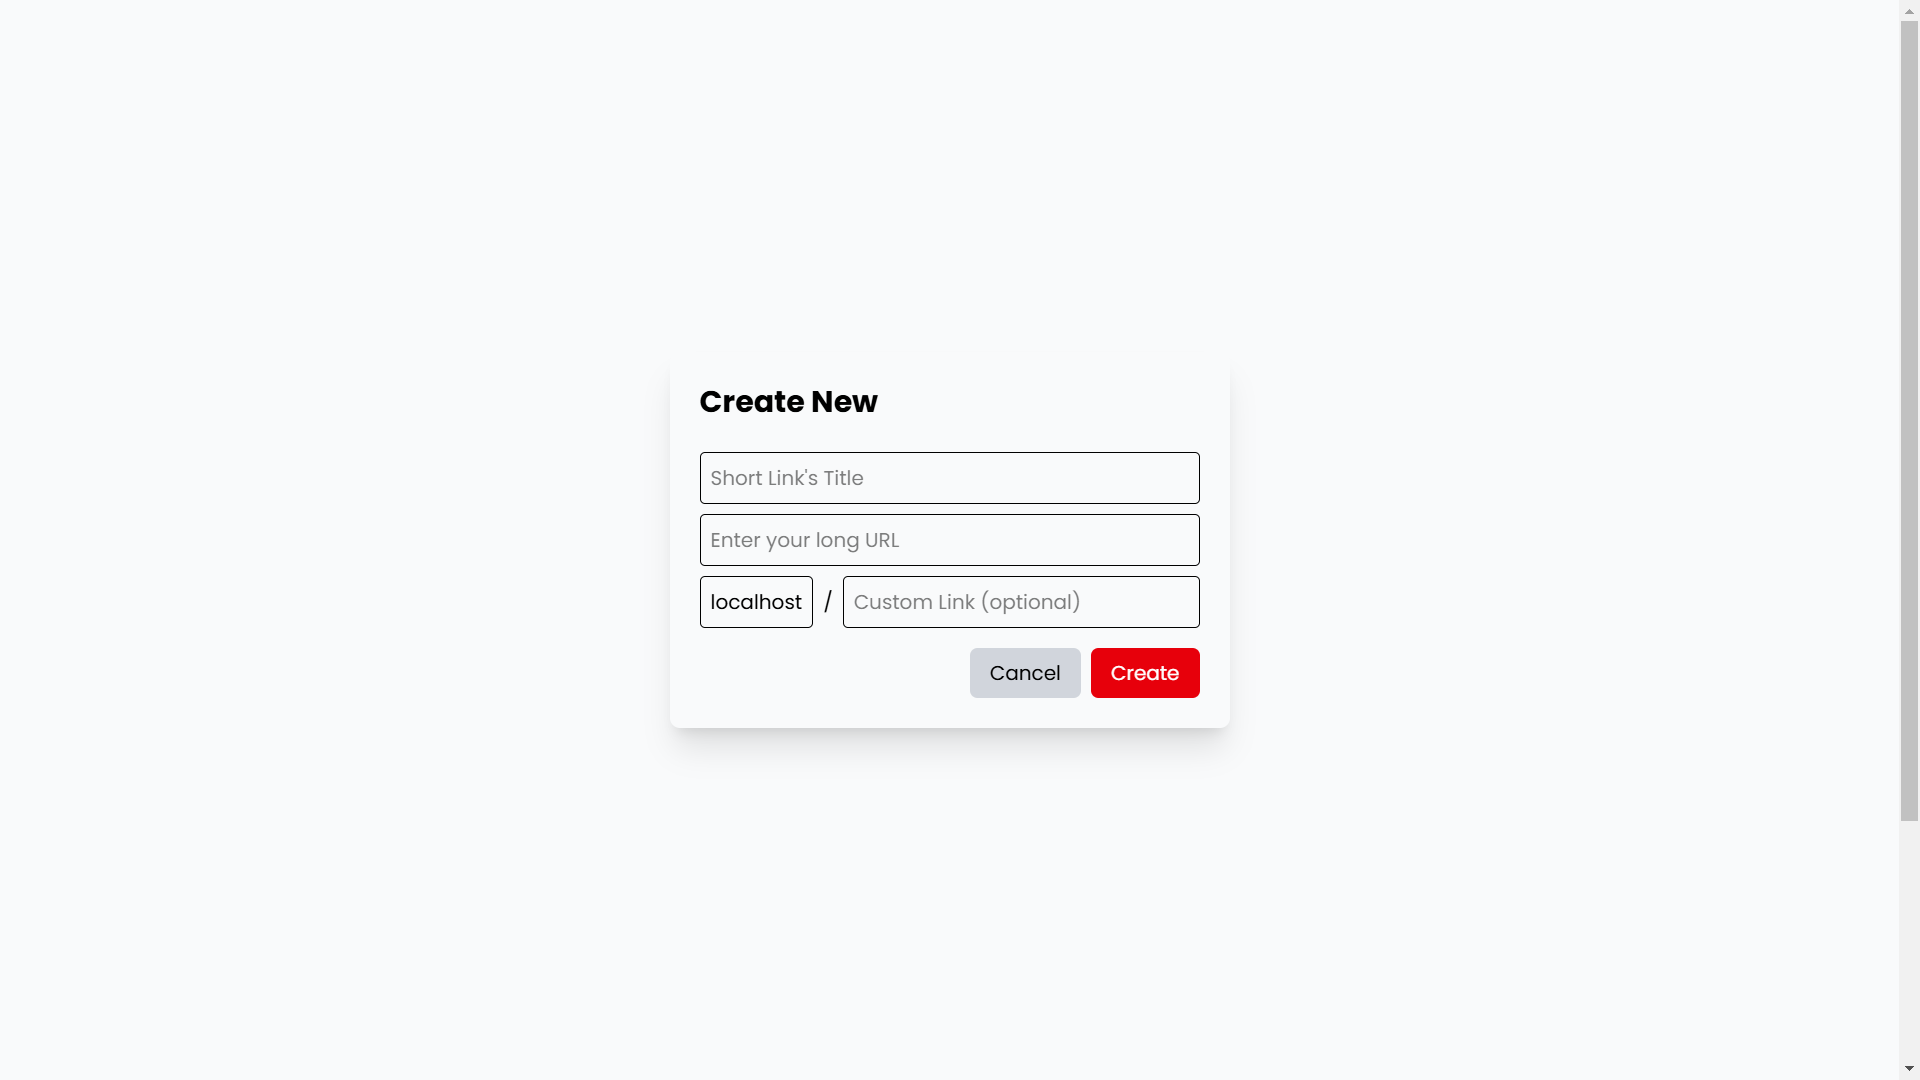 Create New
Short Link's Title
Enter your long URL
localhost / Custom Link (optional)
Cancel Create